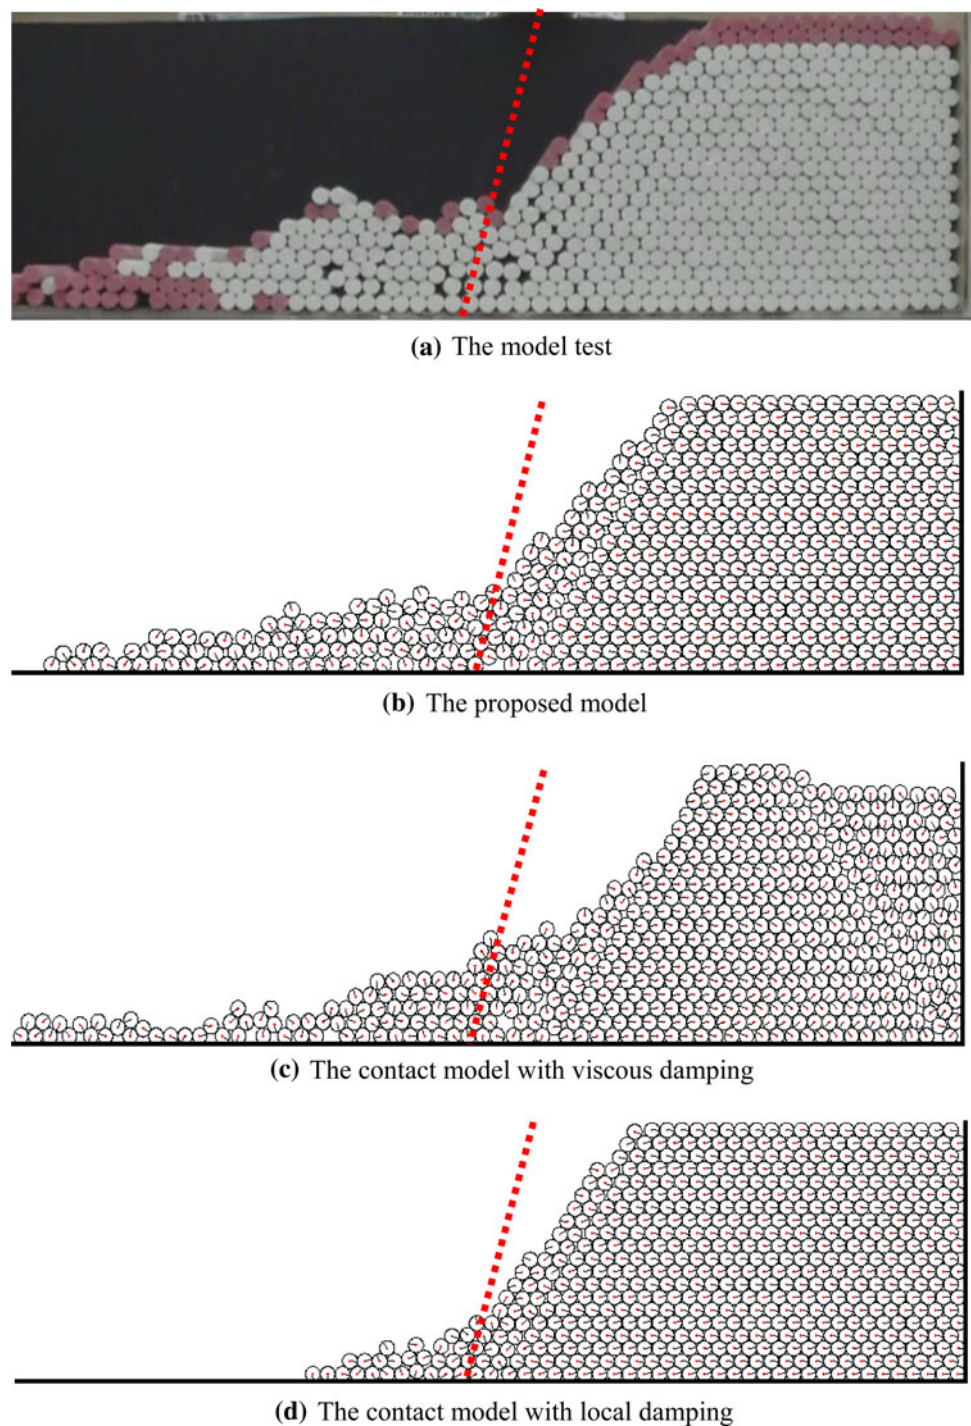 (a) The model test
(b) The proposed model
(c) The contact model with viscous damping
(d) The contact model with local damping